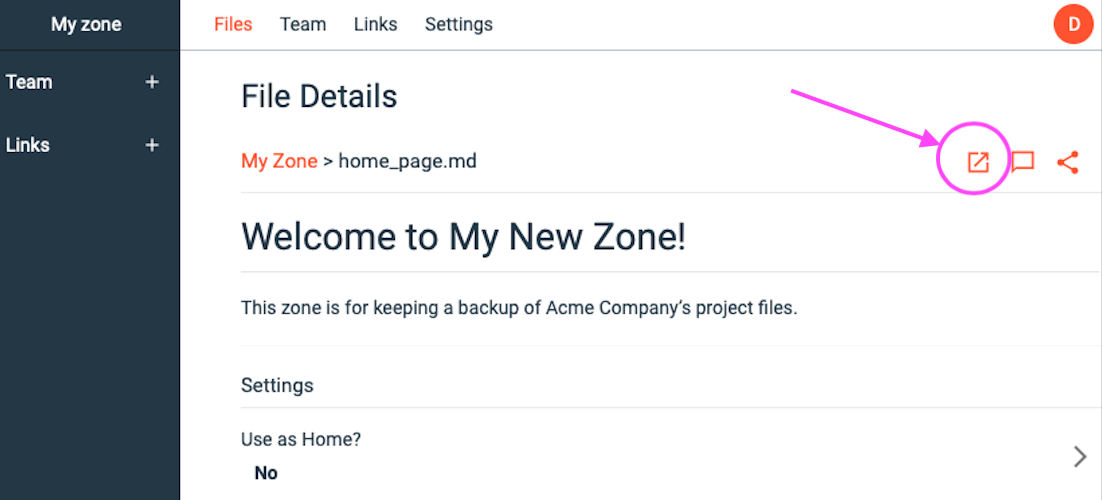 My zone
Files Team Links Settings
D
Team +
Links +
File Details
My Zone > home_page.md
Welcome to My New Zone!
This zone is for keeping a backup of Acme Company’s project files.
Settings
Use as Home?
No